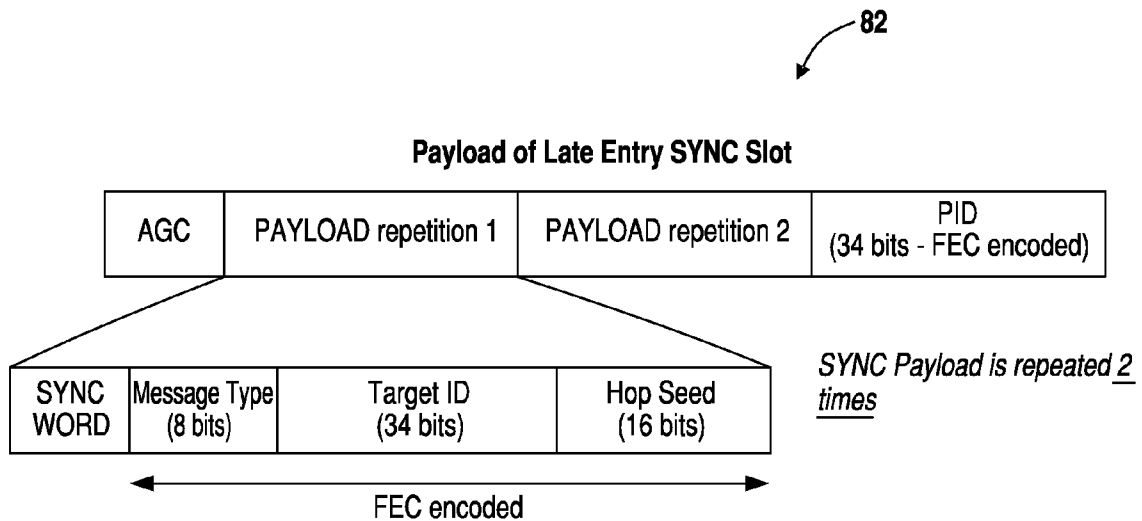 82
Payload of Late Entry SYNC Slot
AGC
PAYLOAD repetition 1
PAYLOAD repetition 2
PID
(34 bits - FEC encoded)
SYNC
WORD
Message Type
(8 bits)
Target ID
(34 bits)
Hop Seed
(16 bits)
SYNC Payload is repeated 2
times
FEC encoded